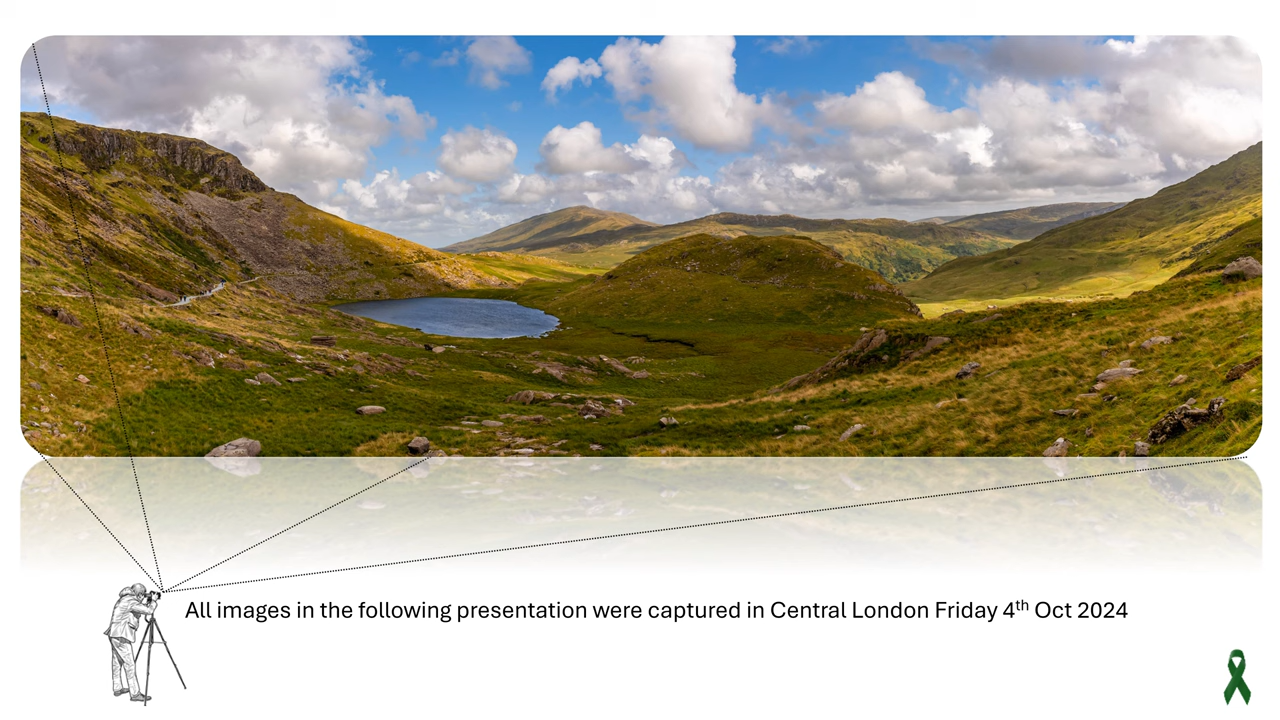 All images in the following presentation were captured in Central London Friday 4th Oct 2024